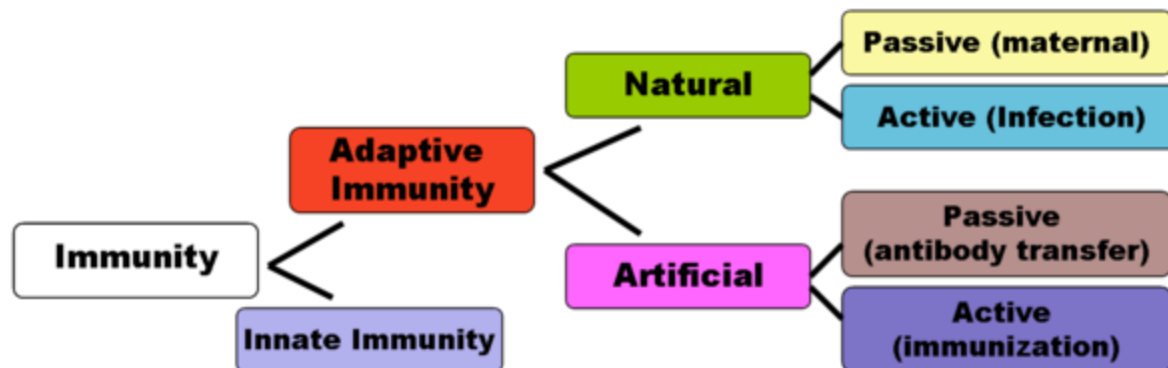 Immunity
Adaptive
Immunity
Innate Immunity
Natural
Artificial
Passive (maternal)
Active (Infection)
Passive
(antibody transfer)
Active
(immunization)